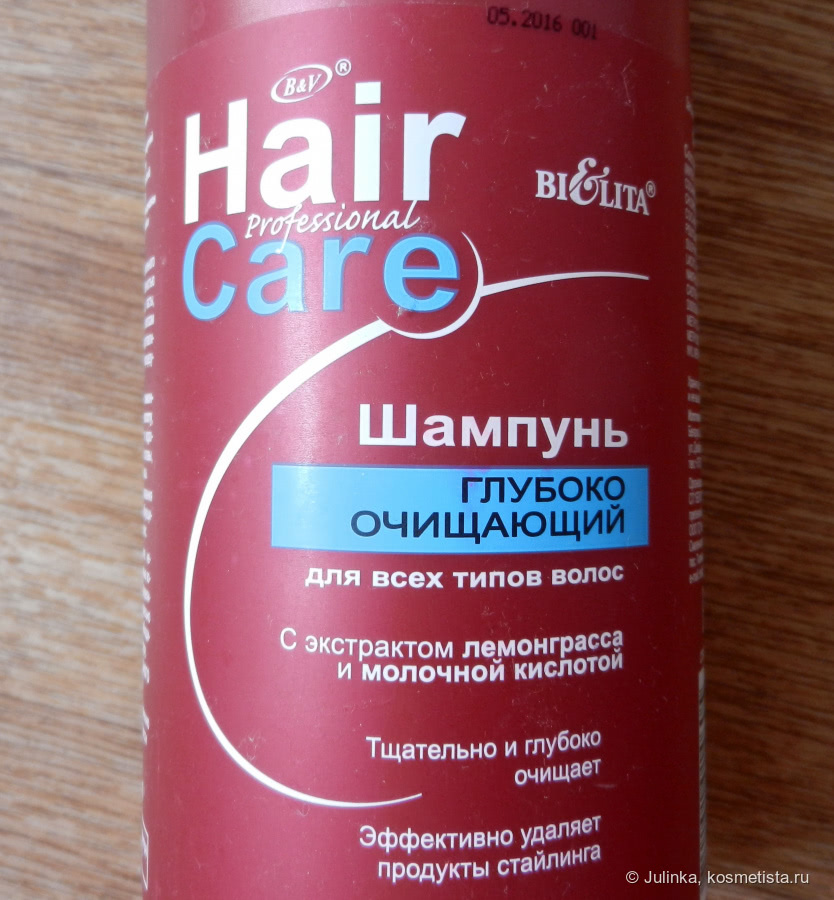 05.2016 001
B&V®
Hair
Professional
Care
BIELITA®
Шампунь
ГЛУБОКО
ОЧИЩАЮЩИЙ
для всех типов волос
С экстрактом лемонграсса
и молочной кислотой
Тщательно и глубоко
очищает
Эффективно удаляет
продукты стайлинга
© Julinka, kosmetista.ru